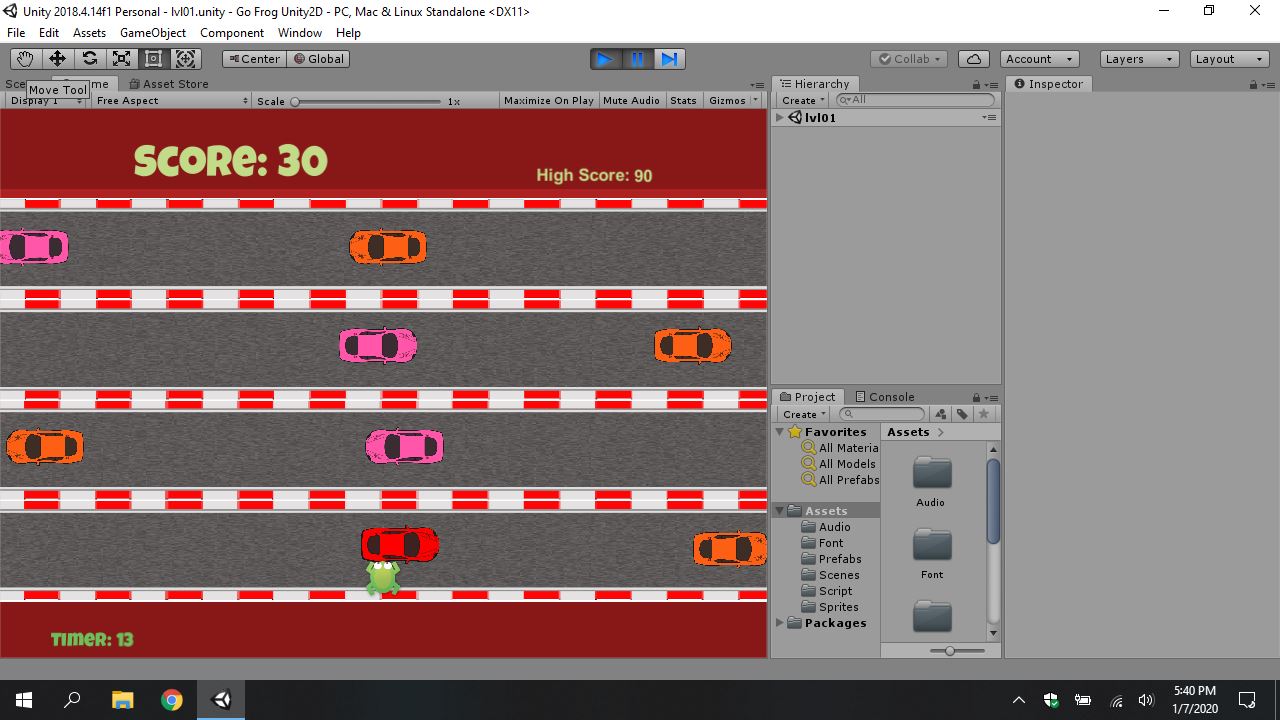 Unity 2018.4.14f1 Personal - lvl01.unity - Go Frog Unity2D - PC, Mac & Linux Standalone <DX11>
File Edit Assets GameObject Component Window Help
Center Global Collab Account Layers Layout
Move Tool
Asset Store
Display 1 Free Aspect Scale 1x Maximize On Play Mute Audio Stats Gizmos
Score: 30
High Score: 90
Timer: 13
Hierarchy
Create All
lvl01
Inspector
Project Console
Create
Favorites
All Materia
All Models
All Prefabs
Assets
Audio
Font
Prefabs
Scenes
Script
Sprites
Packages
Assets
Audio
Font
5:40 PM
1/7/2020